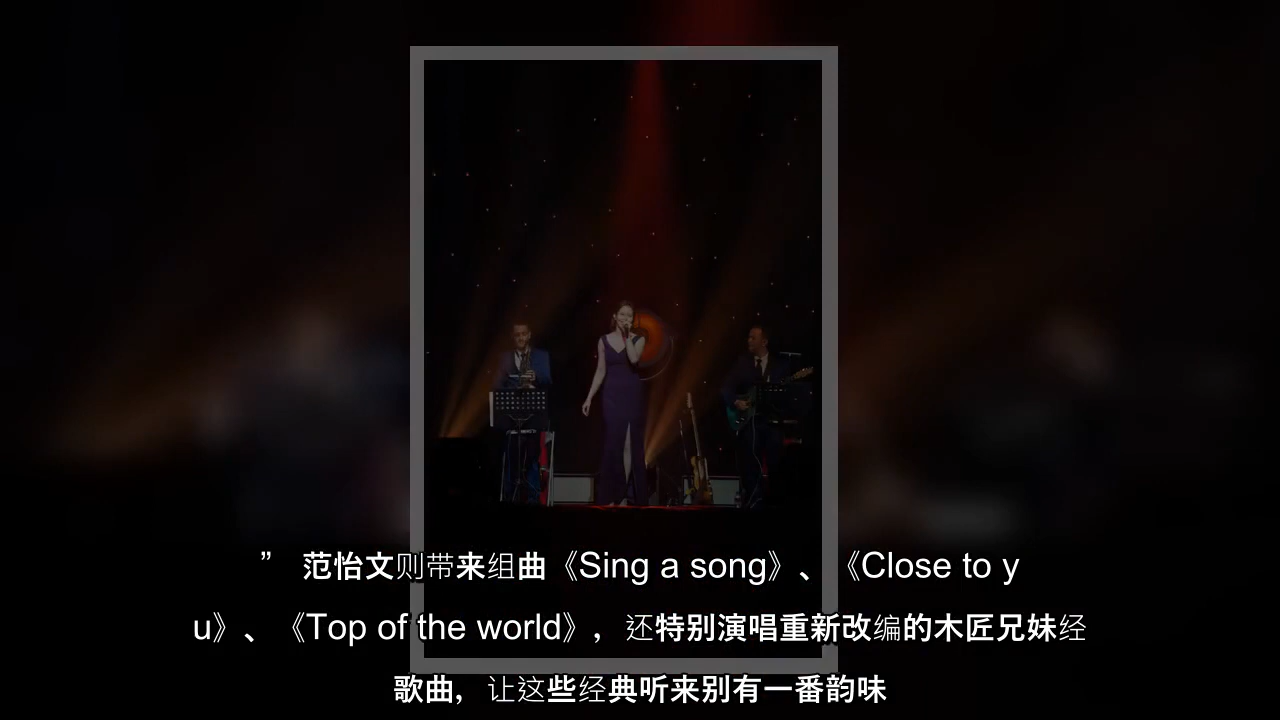 ” 范怡文则带来组曲《Sing a song》、《Close to y
u》、《Top of the world》，还特别演唱重新改编的木匠兄妹经
歌曲，让这些经典听来别有一番韵味